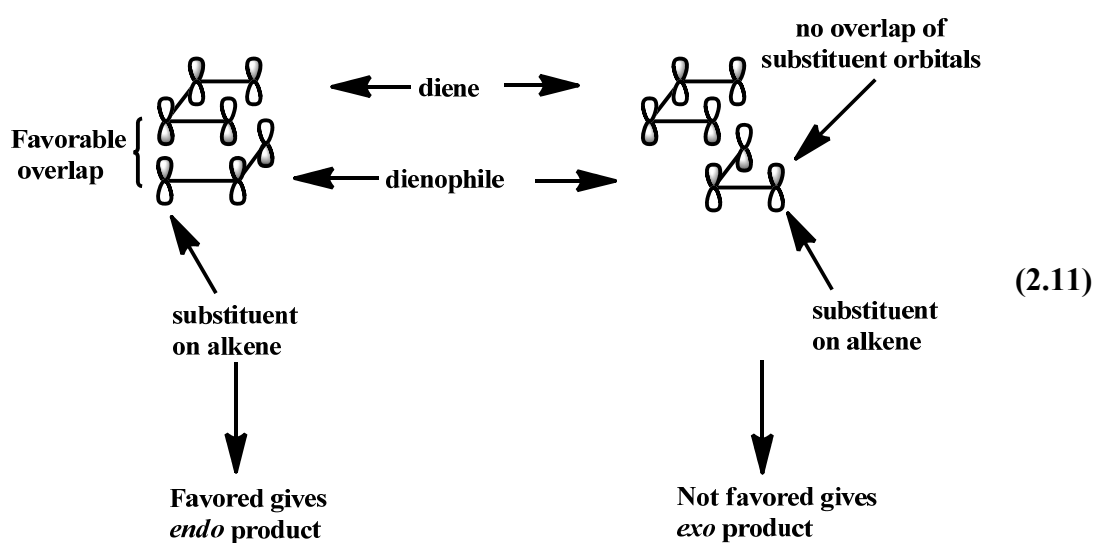 no overlap of
substituent orbitals
diene
Favorable
overlap
dienophile
(2.11)
substituent
on alkene
substituent
on alkene
Favored gives
endo product
Not favored gives
exo product